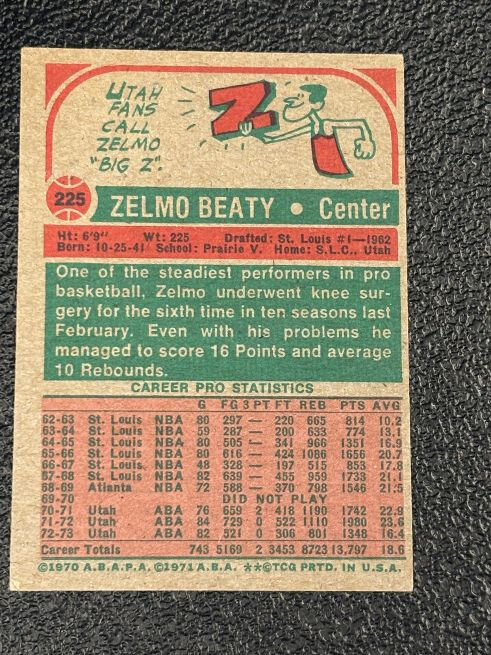 UTAH
FANS
CALL
ZELMO
"BIG Z".
Z
225
ZELMO BEATY • Center
Ht: 6'9" Wt: 225 Drafted: St. Louis #1—1962
Born: 10-25-41 School: Prairie V. Home: S.L.C., Utah
One of the steadiest performers in pro
basketball, Zelmo underwent knee sur-
gery for the sixth time in ten seasons last
February. Even with his problems he
managed to score 16 Points and average
10 Rebounds.
CAREER PRO STATISTICS
G FG 3PT FT REB PTS AVG
62-63 St. Louis NBA 80 297 — 220 665 814 10.2
63-64 St. Louis NBA 59 287 — 200 633 774 13.1
64-65 St. Louis NBA 80 505 — 341 966 1351 16.9
65-66 St. Louis NBA 80 616 — 424 1086 1656 20.7
66-67 St. Louis NBA 48 328 — 197 515 853 17.8
67-68 St. Louis NBA 82 639 — 455 959 1733 21.1
68-69 Atlanta NBA 72 588 — 370 798 1546 21.5
69-70 DID NOT PLAY
70-71 Utah ABA 76 659 2 418 1190 1742 22.9
71-72 Utah ABA 84 729 0 522 1110 1980 23.6
72-73 Utah ABA 82 521 0 306 801 1348 16.4
Career Totals 743 5169 2 3453 8723 13,797 18.6
©1970 A.B.A.P.A. ©1971 A.B.A. **©TCG PRTD. IN U.S.A.